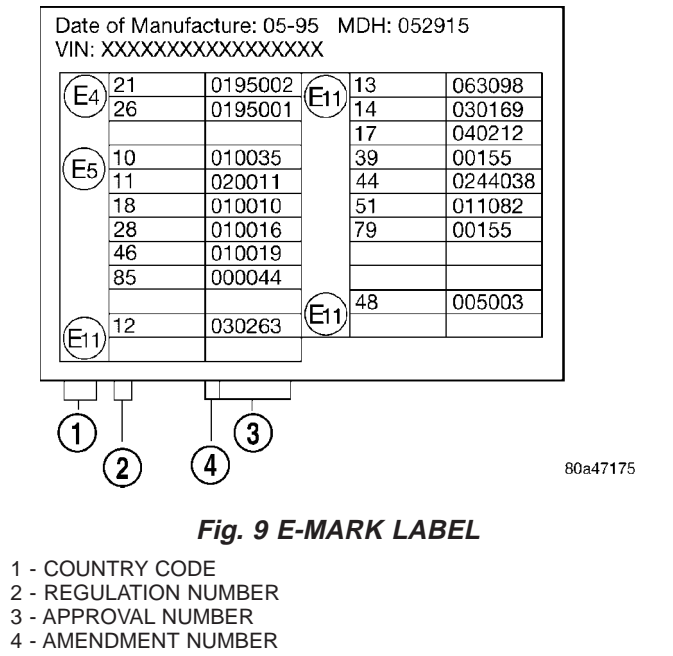 Date of Manufacture: 05-95 MDH: 052915
VIN: XXXXXXXXXXXXXXXXX
E4 21 0195002 E11 13 063098
26 0195001 14 030169
17 040212
E5 10 010035 39 00155
11 020011 44 0244038
18 010010 51 011082
28 010016 79 00155
46 010019
85 000044
E11 48 005003
E11 12 030263
1 2 4 3
80a47175
Fig. 9 E-MARK LABEL
1 - COUNTRY CODE
2 - REGULATION NUMBER
3 - APPROVAL NUMBER
4 - AMENDMENT NUMBER